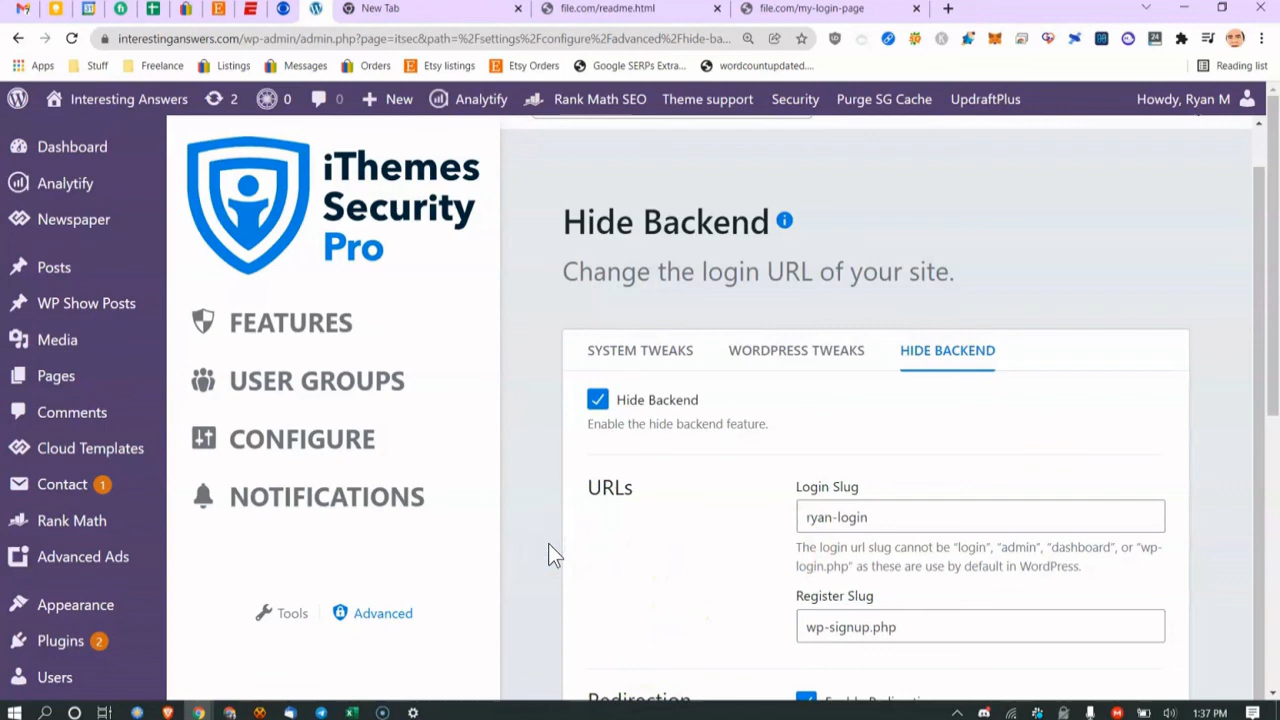 New Tab
file.com/readme.html
file.com/my-login-page
interestinganswers.com/wp-admin/admin.php?page=itsec&path=%2Fsettings%2Fconfigure%2Fadvanced%2Fhide-ba...
Apps Stuff Freelance Listings Messages Orders Etsy listings Etsy Orders Google SERPs Extra... wordcountupdated.... Reading list
Interesting Answers 2 0 0 New Analytify Rank Math SEO Theme support Security Purge SG Cache UpdraftPlus Howdy, Ryan M
Dashboard
Analytify
Newspaper
Posts
WP Show Posts
Media
Pages
Comments
Cloud Templates
Contact 1
Rank Math
Advanced Ads
Appearance
Plugins 2
Users
iThemes
Security
Pro
FEATURES
USER GROUPS
CONFIGURE
NOTIFICATIONS
Tools Advanced
Hide Backend
Change the login URL of your site.
SYSTEM TWEAKS WORDPRESS TWEAKS HIDE BACKEND
Hide Backend
Enable the hide backend feature.
URLs
Login Slug
ryan-login
The login url slug cannot be “login”, “admin”, “dashboard”, or “wp-
login.php” as these are use by default in WordPress.
Register Slug
wp-signup.php
Redirection
Enable Redirection
1:37 PM